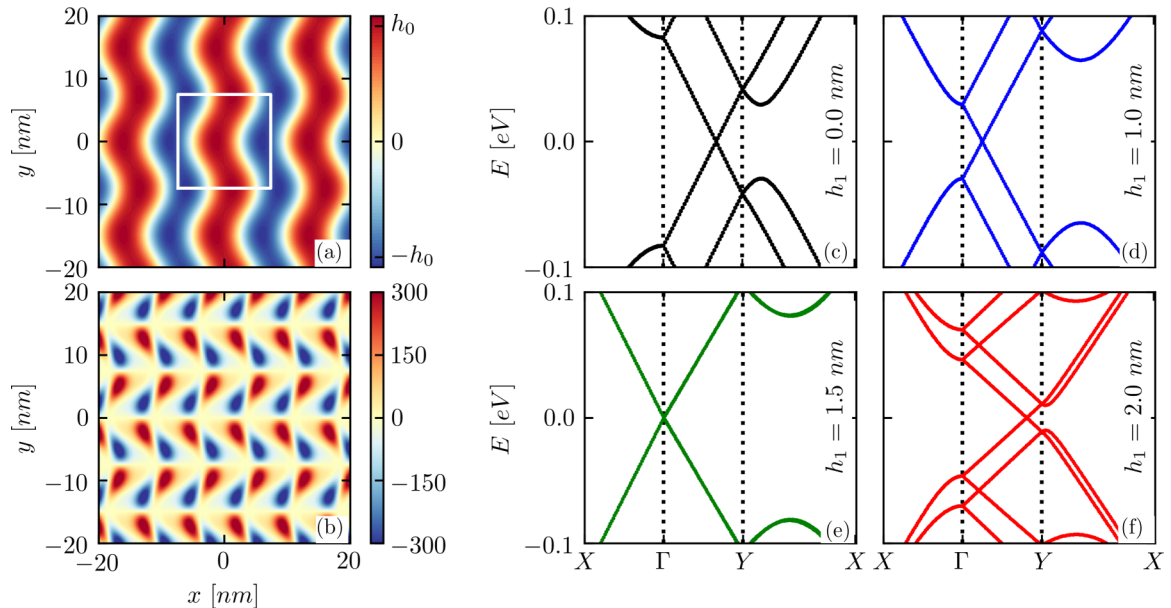 20
10
0
−10
−20
y [nm]
(a)
h₀
0
−h₀
20
10
0
−10
−20
y [nm]
(b)
−20
0
20
x [nm]
300
150
0
−150
−300
0.1
0.0
−0.1
E [eV]
h₁ = 0.0 nm
(c)
h₁ = 1.0 nm
(d)
0.1
0.0
−0.1
E [eV]
h₁ = 1.5 nm
(e)
X
Γ
Y
X
h₁ = 2.0 nm
(f)
X
Γ
Y
X